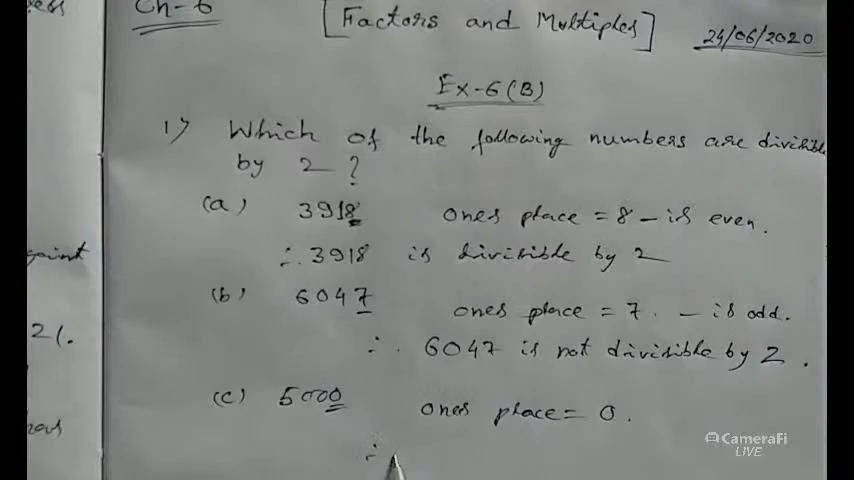 Ch-6 [Factors and Multiples] 24/06/2020
Ex-6(B)
1) Which of the following numbers are divisible
by 2 ?
(a) 3918 ones place = 8 – is even.
∴ 3918 is divisible by 2
(b) 6047 ones place = 7. – is odd.
∴ 6047 is not divisible by 2.
(c) 5000 ones place = 0.
∴
21.
CameraFi
LIVE